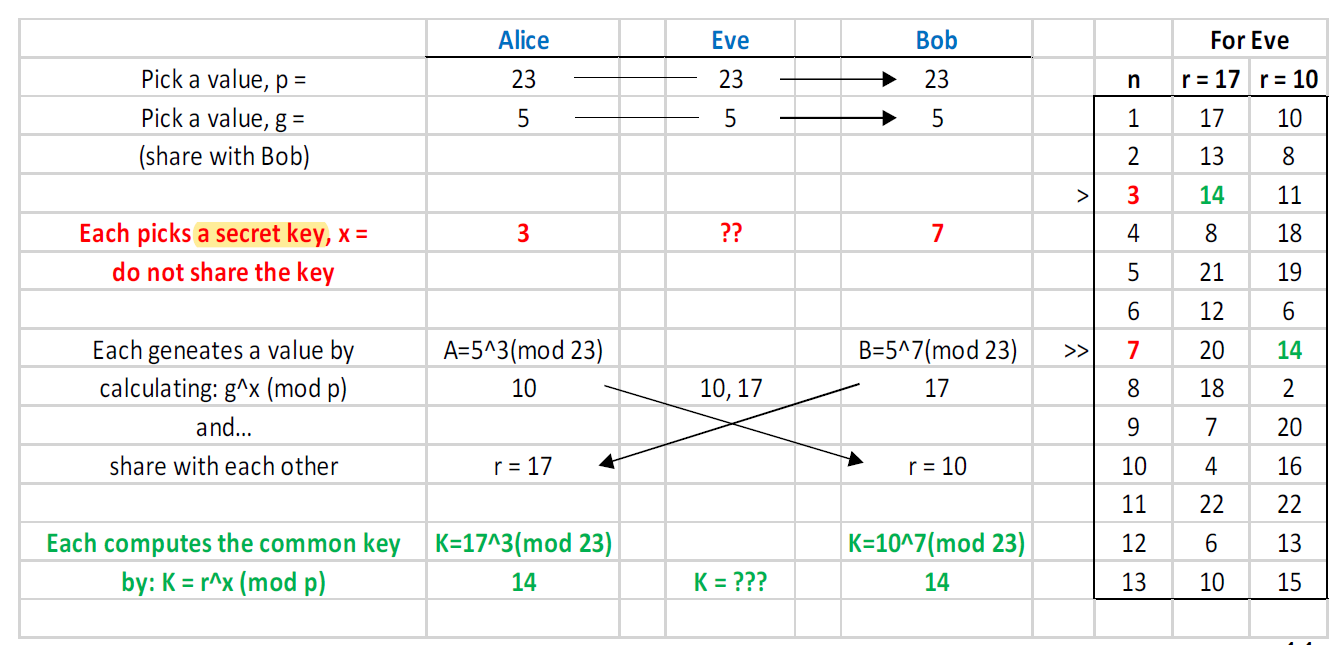 Alice Eve Bob For Eve
Pick a value, p = 23 23 23 n r = 17 r = 10
Pick a value, g = 5 5 5 1 17 10
(share with Bob) 2 13 8
> 3 14 11
Each picks a secret key, x = 3 ?? 7 4 8 18
do not share the key 5 21 19
6 12 6
Each geneates a value by A=5^3(mod 23) B=5^7(mod 23) >> 7 20 14
calculating: g^x (mod p) 10 10, 17 17 8 18 2
and... 9 7 20
share with each other r = 17 r = 10 10 4 16
11 22 22
Each computes the common key K=17^3(mod 23) K=10^7(mod 23) 12 6 13
by: K = r^x (mod p) 14 K = ??? 14 13 10 15